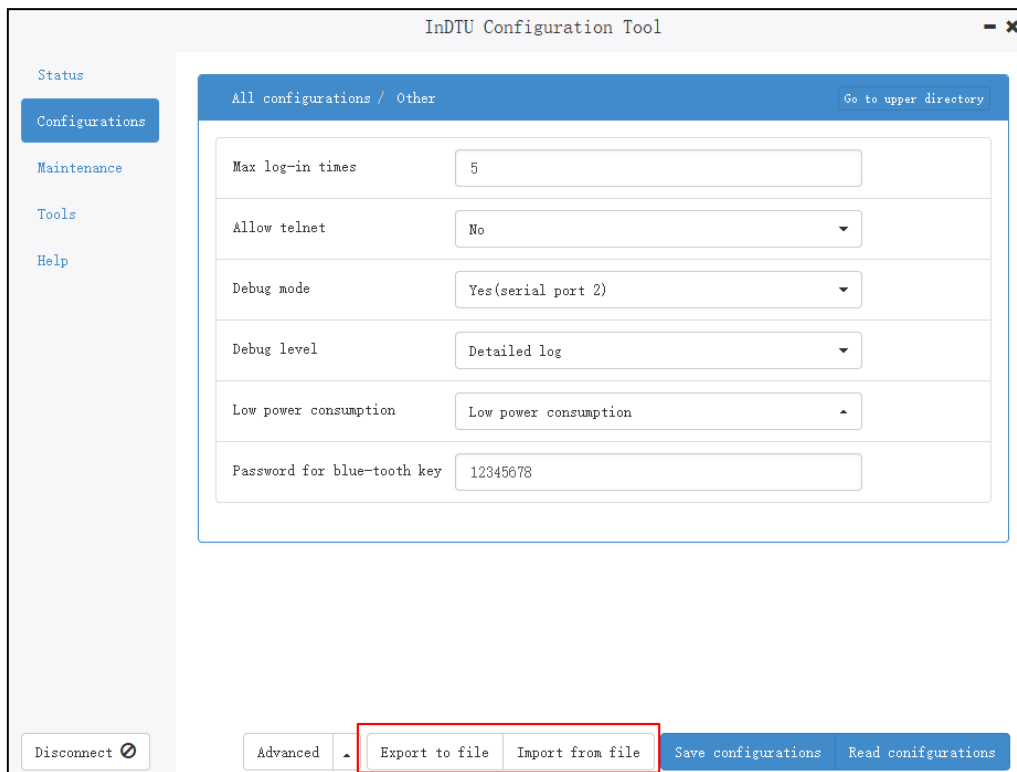 InDTU Configuration Tool
Status
Configurations
Maintenance
Tools
Help
All configurations / Other
Go to upper directory
Max log-in times 5
Allow telnet No
Debug mode Yes(serial port 2)
Debug level Detailed log
Low power consumption Low power consumption
Password for blue-tooth key 12345678
Disconnect Advanced Export to file Import from file Save configurations Read conifgurations